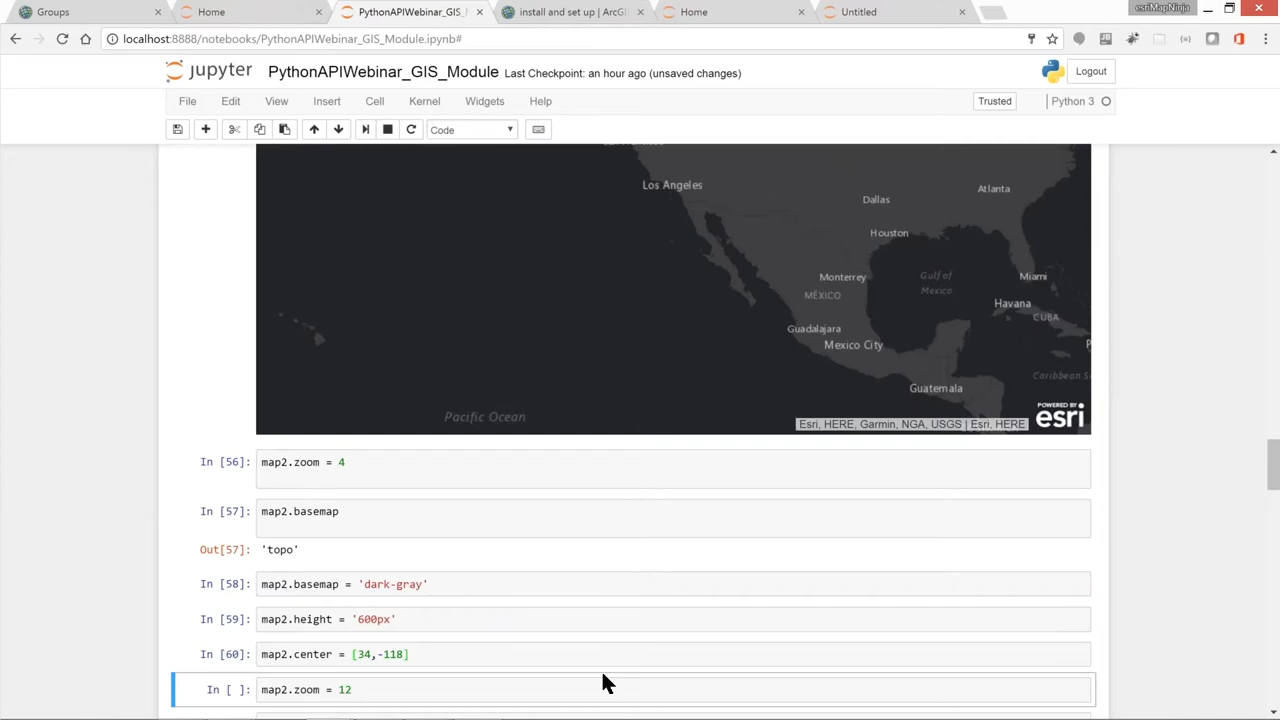 Groups
Home
PythonAPIWebinar_GIS_M
install and set up | ArcG
Home
Untitled
esriMapNinja
localhost:8888/notebooks/PythonAPIWebinar_GIS_Module.ipynb#
jupyter PythonAPIWebinar_GIS_Module Last Checkpoint: an hour ago (unsaved changes)
Logout
File Edit View Insert Cell Kernel Widgets Help
Trusted
Python 3
Code
Los Angeles
Dallas
Atlanta
Houston
Monterrey
MÉXICO
Gulf of
Mexico
Miami
Havana
CUBA
Guadalajara
Mexico City
Guatemala
Caribbean
Pacific Ocean
POWERED BY
esri
Esri, HERE, Garmin, NGA, USGS | Esri, HERE
In [56]: map2.zoom = 4
In [57]: map2.basemap
Out[57]: 'topo'
In [58]: map2.basemap = 'dark-gray'
In [59]: map2.height = '600px'
In [60]: map2.center = [34,-118]
In [ ]: map2.zoom = 12